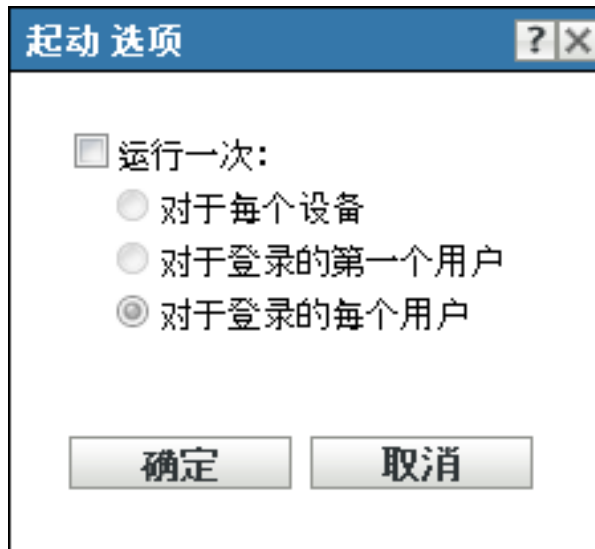 起动 选项 ?
运行一次:
对于每个设备
对于登录的第一个用户
对于登录的每个用户
确定 取消